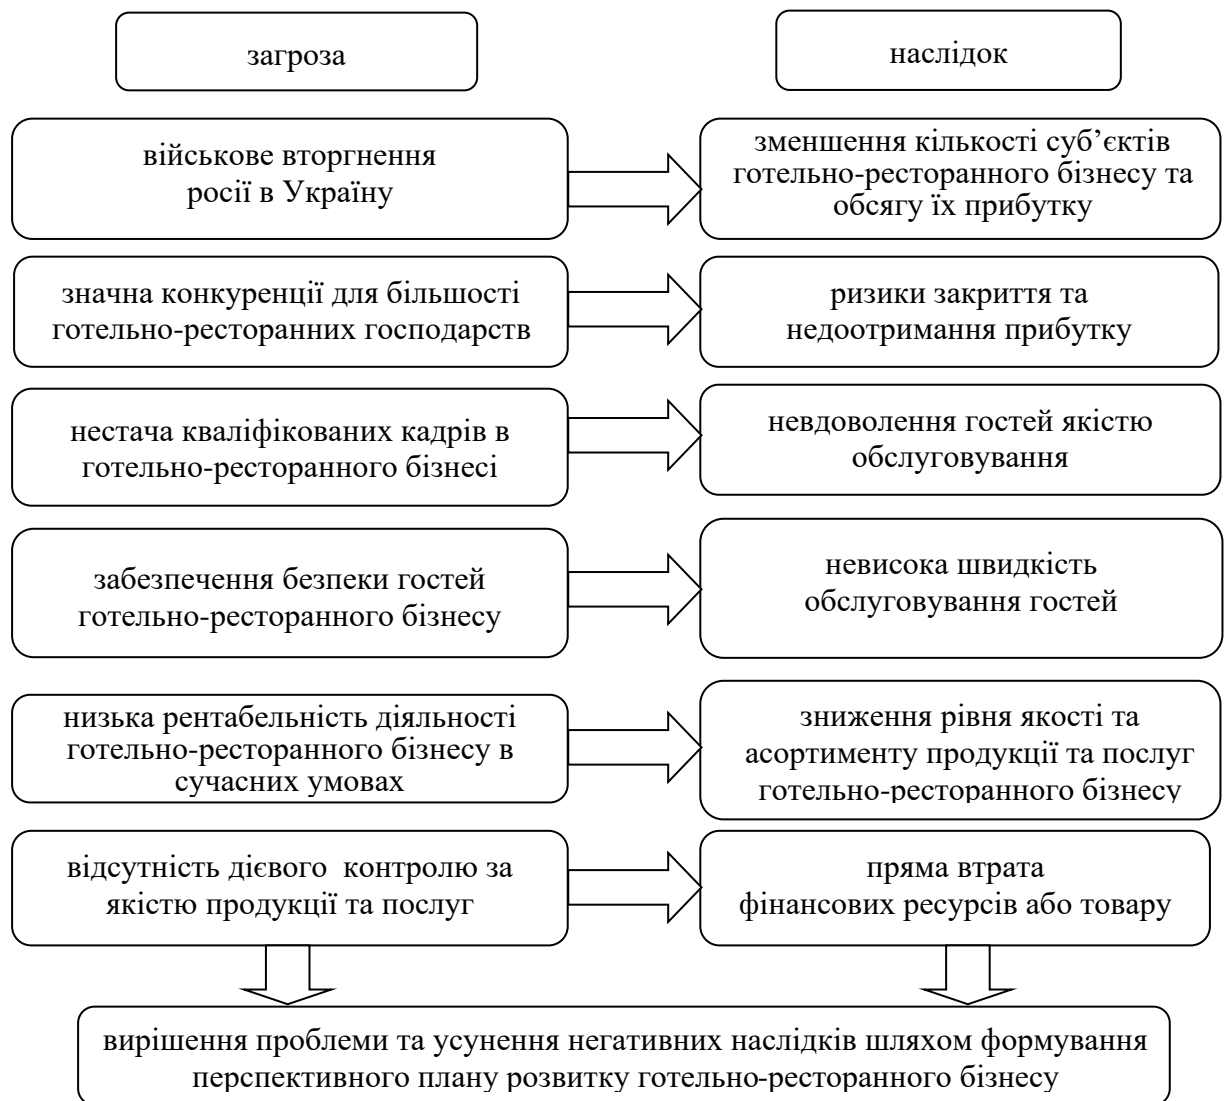 загроза
наслідок
військове вторгнення
росії в Україну
зменшення кількості суб’єктів
готельно-ресторанного бізнесу та
обсягу їх прибутку
значна конкуренції для більшості
готельно-ресторанних господарств
ризики закриття та
недоотримання прибутку
нестача кваліфікованих кадрів в
готельно-ресторанного бізнесі
невдоволення гостей якістю
обслуговування
забезпечення безпеки гостей
готельно-ресторанного бізнесу
невисока швидкість
обслуговування гостей
низька рентабельність діяльності
готельно-ресторанного бізнесу в
сучасних умовах
зниження рівня якості та
асортименту продукції та послуг
готельно-ресторанного бізнесу
відсутність дієвого  контролю за
якістю продукції та послуг
пряма втрата
фінансових ресурсів або товару
вирішення проблеми та усунення негативних наслідків шляхом формування
перспективного плану розвитку готельно-ресторанного бізнесу